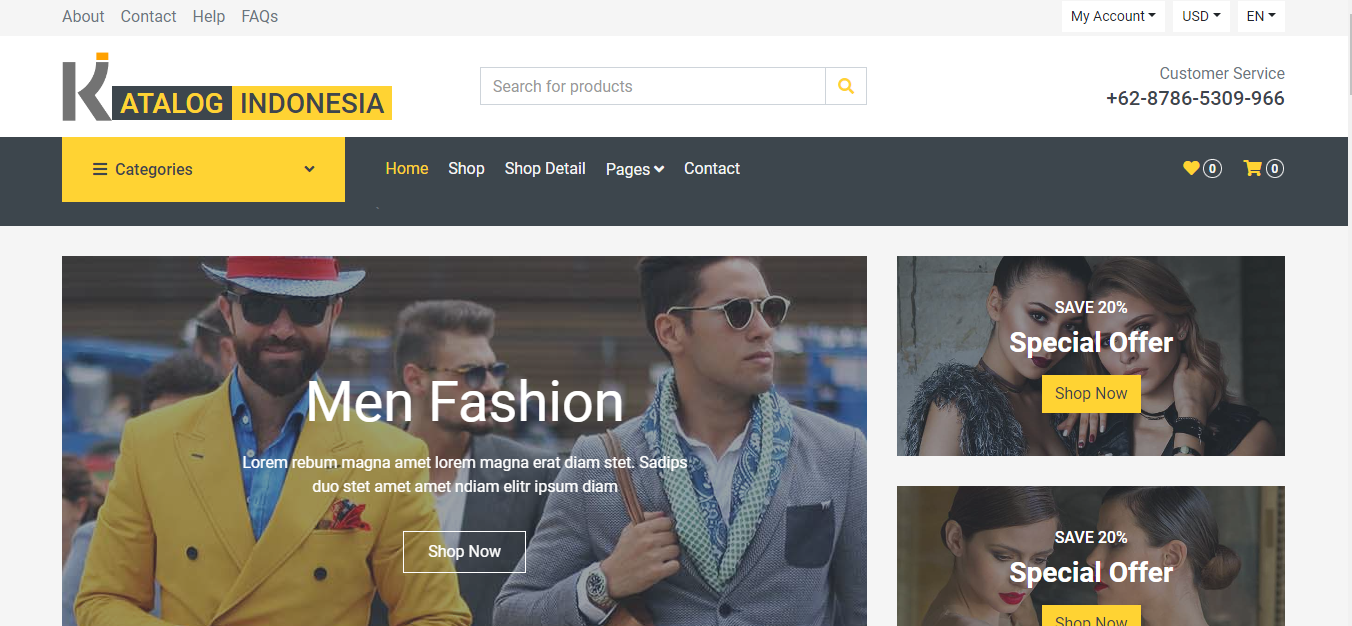 About Contact Help FAQs
My Account USD EN
K ATALOG INDONESIA
Search for products
Customer Service
+62-8786-5309-966
Categories
Home Shop Shop Detail Pages Contact
0 0
Men Fashion
Lorem rebum magna amet lorem magna erat diam stet. Sadips
duo stet amet amet ndiam elitr ipsum diam
Shop Now
SAVE 20%
Special Offer
Shop Now
SAVE 20%
Special Offer
Shop Now